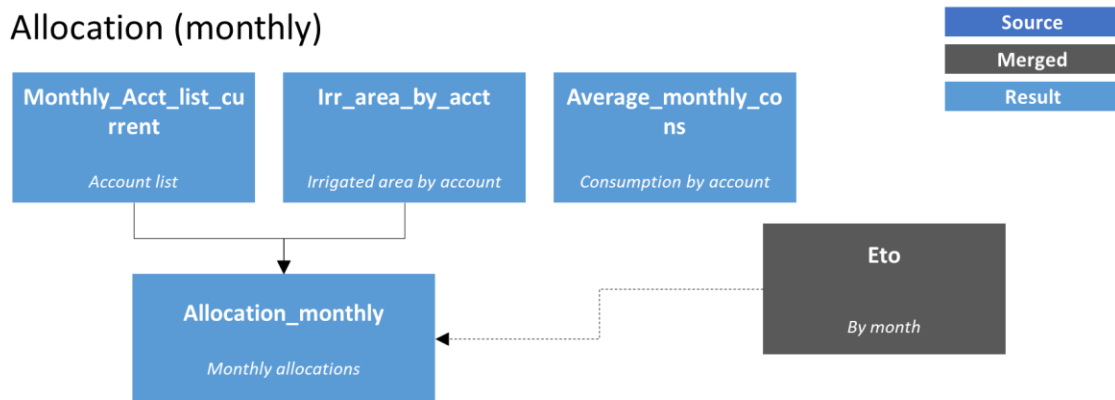 Allocation (monthly)
Source
Merged
Result
Monthly_Acct_list_cu
rrent
Account list
Irr_area_by_acct
Irrigated area by account
Average_monthly_co
ns
Consumption by account
Eto
By month
Allocation_monthly
Monthly allocations